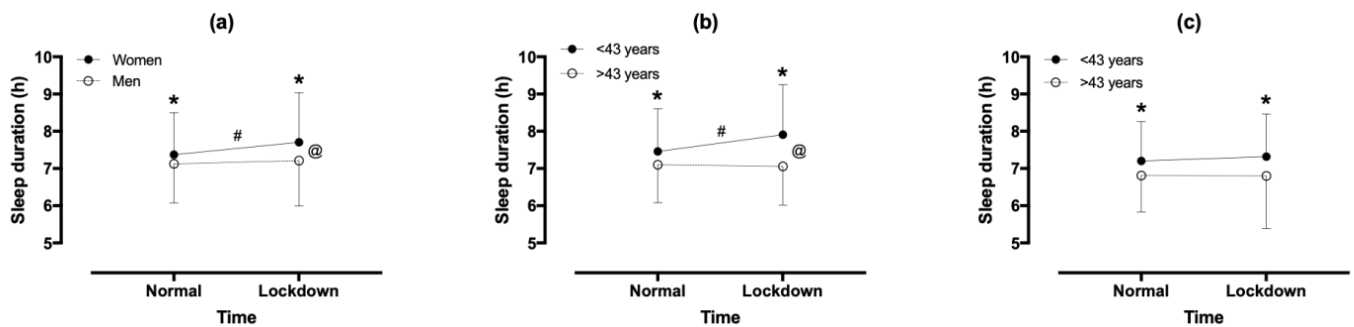 (a)
Women
Men
10
9
8
7
6
5
Sleep duration (h)
*
*
#
@
Normal
Lockdown
Time
(b)
<43 years
>43 years
10
9
8
7
6
5
Sleep duration (h)
*
*
#
@
Normal
Lockdown
Time
(c)
<43 years
>43 years
10
9
8
7
6
5
Sleep duration (h)
*
*
Normal
Lockdown
Time